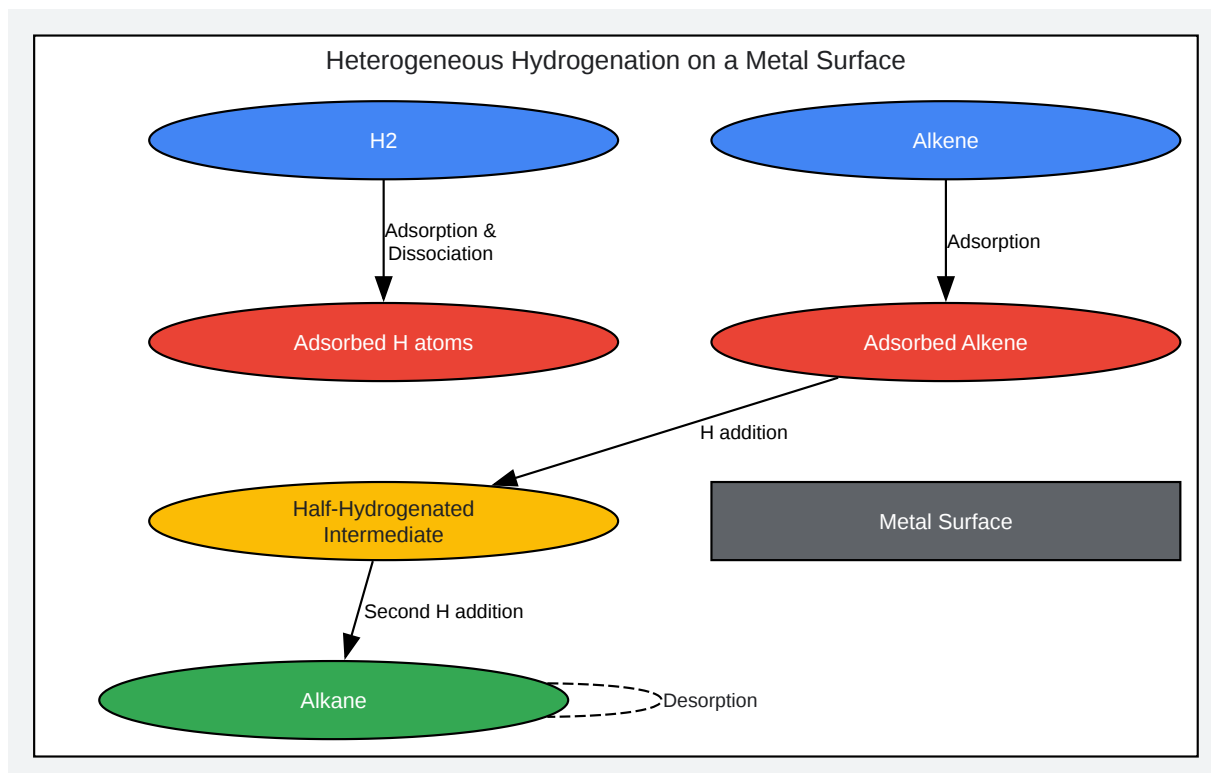 Heterogeneous Hydrogenation on a Metal Surface
H2
Alkene
Adsorption &
Dissociation
Adsorption
Adsorbed H atoms
Adsorbed Alkene
H addition
Half-Hydrogenated
Intermediate
Metal Surface
Second H addition
Alkane
Desorption